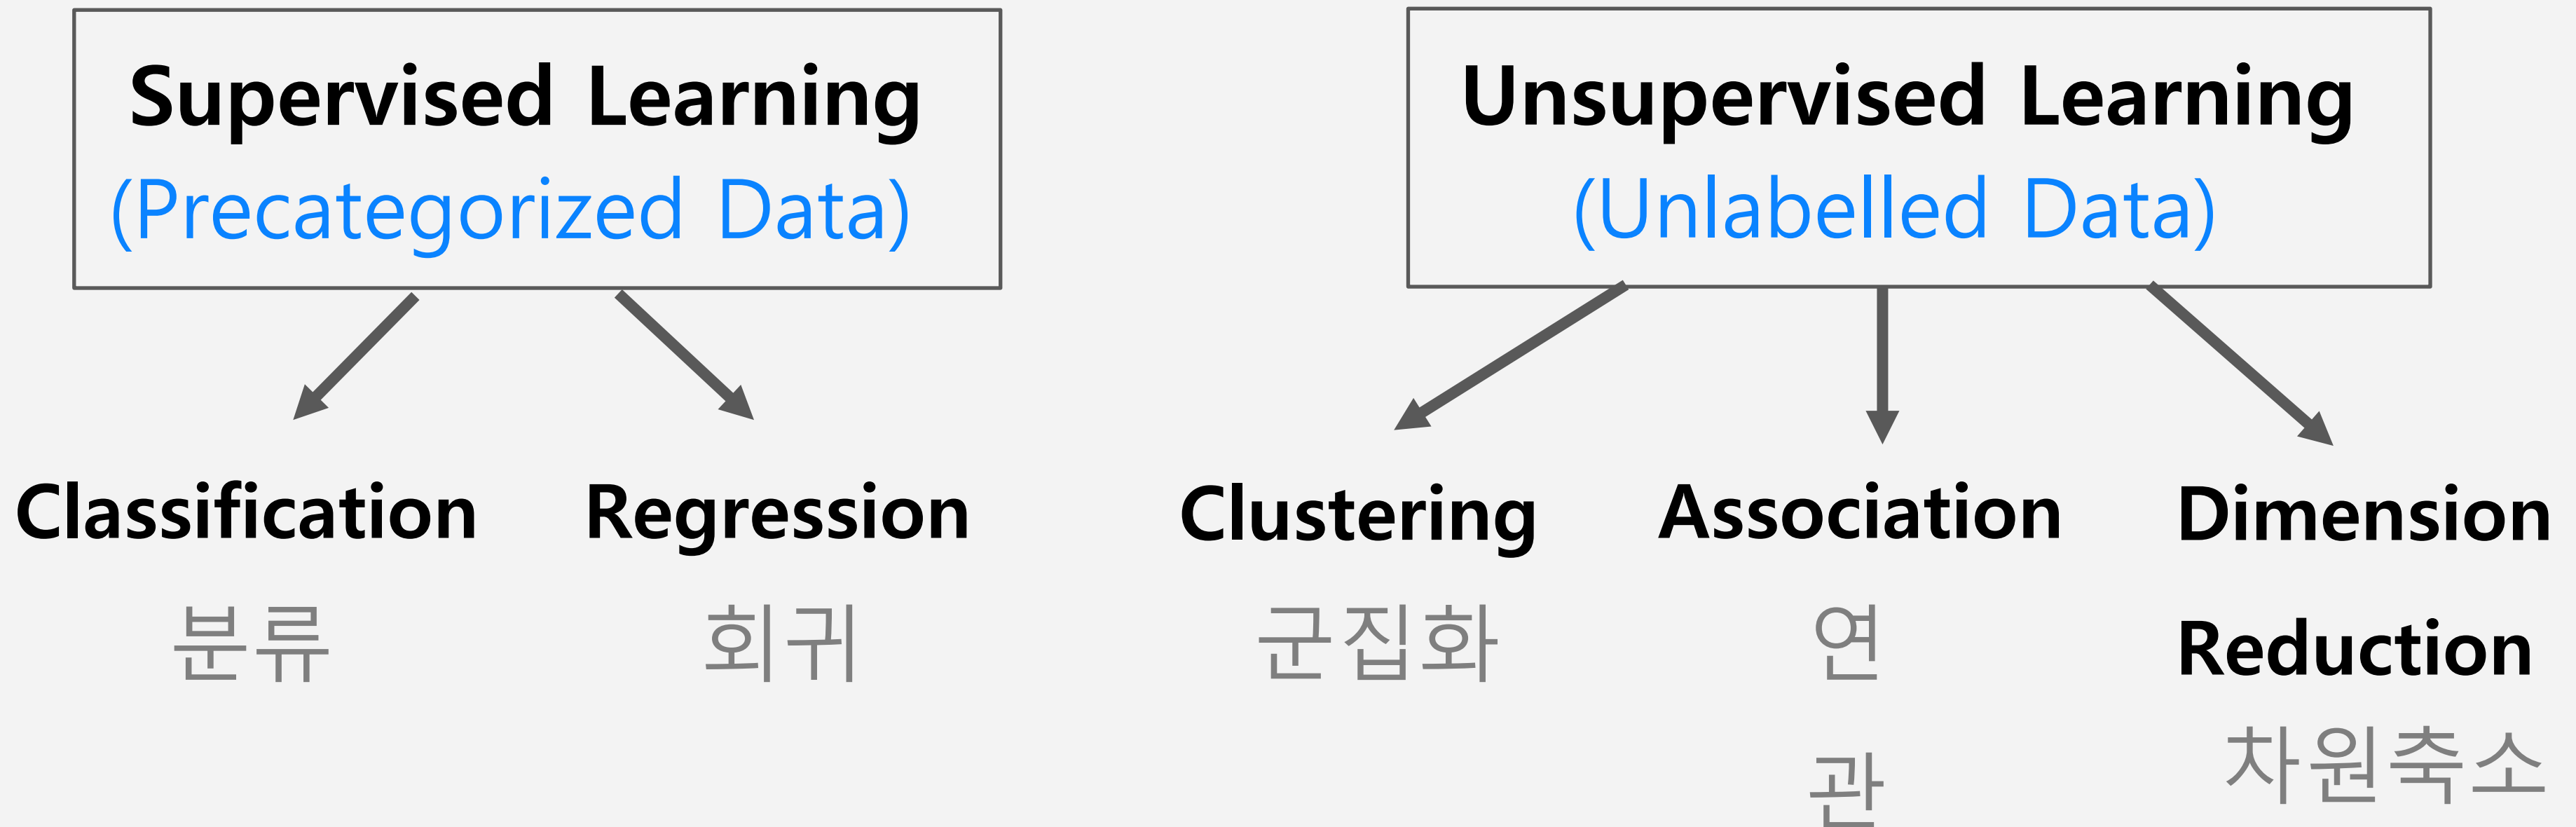 Supervised Learning
(Precategorized Data)
Classification
분류
Regression
회귀
Unsupervised Learning
(Unlabelled Data)
Clustering
군집화
Association
연
관
Dimension
Reduction
차원축소